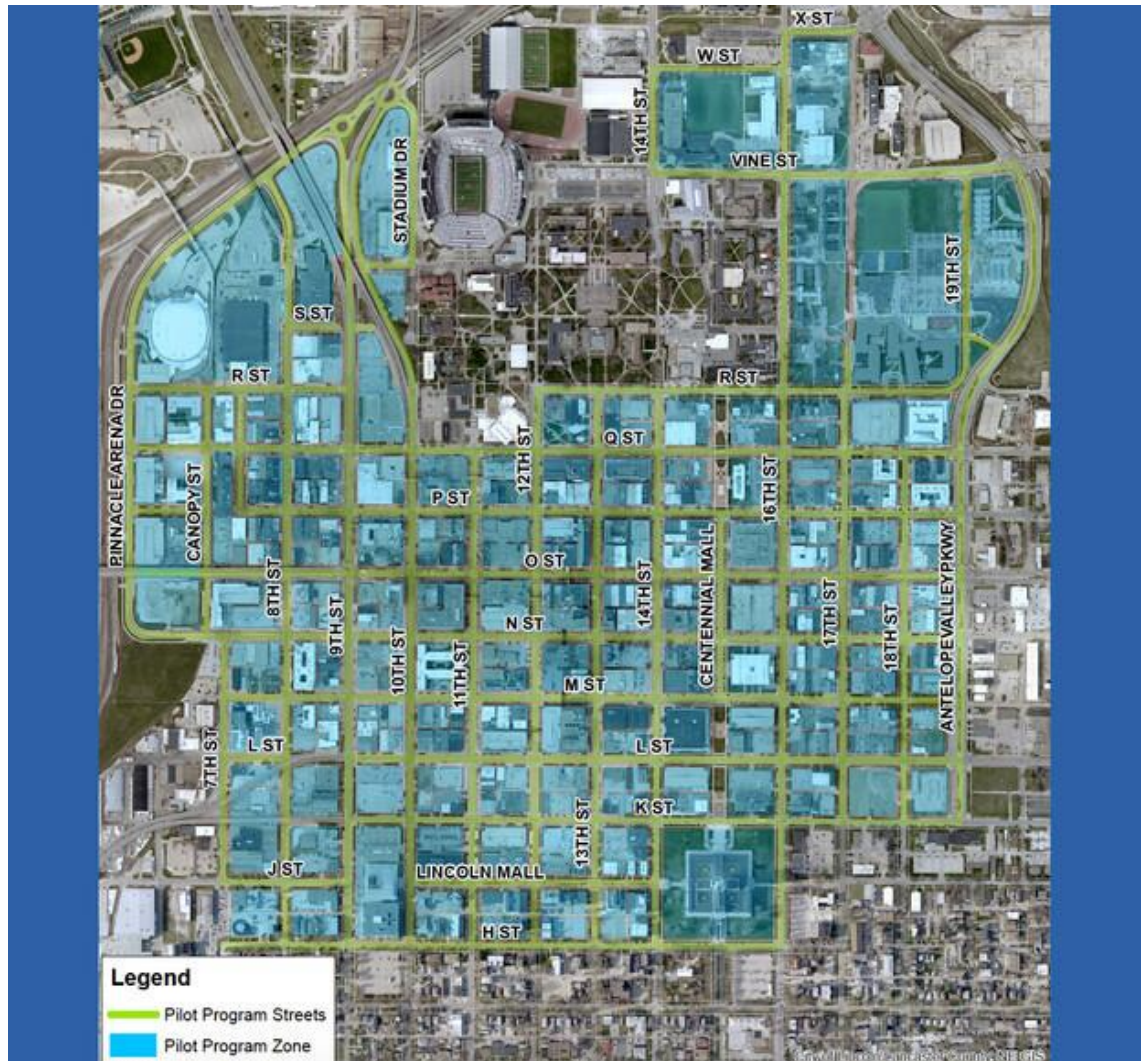 X ST
W ST
14TH ST
VINE ST
STADIUM DR
19TH ST
S ST
R ST
R ST
PINNACLE ARENA DR
12TH ST
Q ST
CANOPY ST
P ST
16TH ST
O ST
CENTENNIAL MALL
14TH ST
8TH ST
N ST
9TH ST
17TH ST
18TH ST
10TH ST
11TH ST
M ST
ANTELOPEVALLEYPKWY
7TH ST
L ST
L ST
K ST
13TH ST
J ST
LINCOLN MALL
H ST
Legend
Pilot Program Streets
Pilot Program Zone